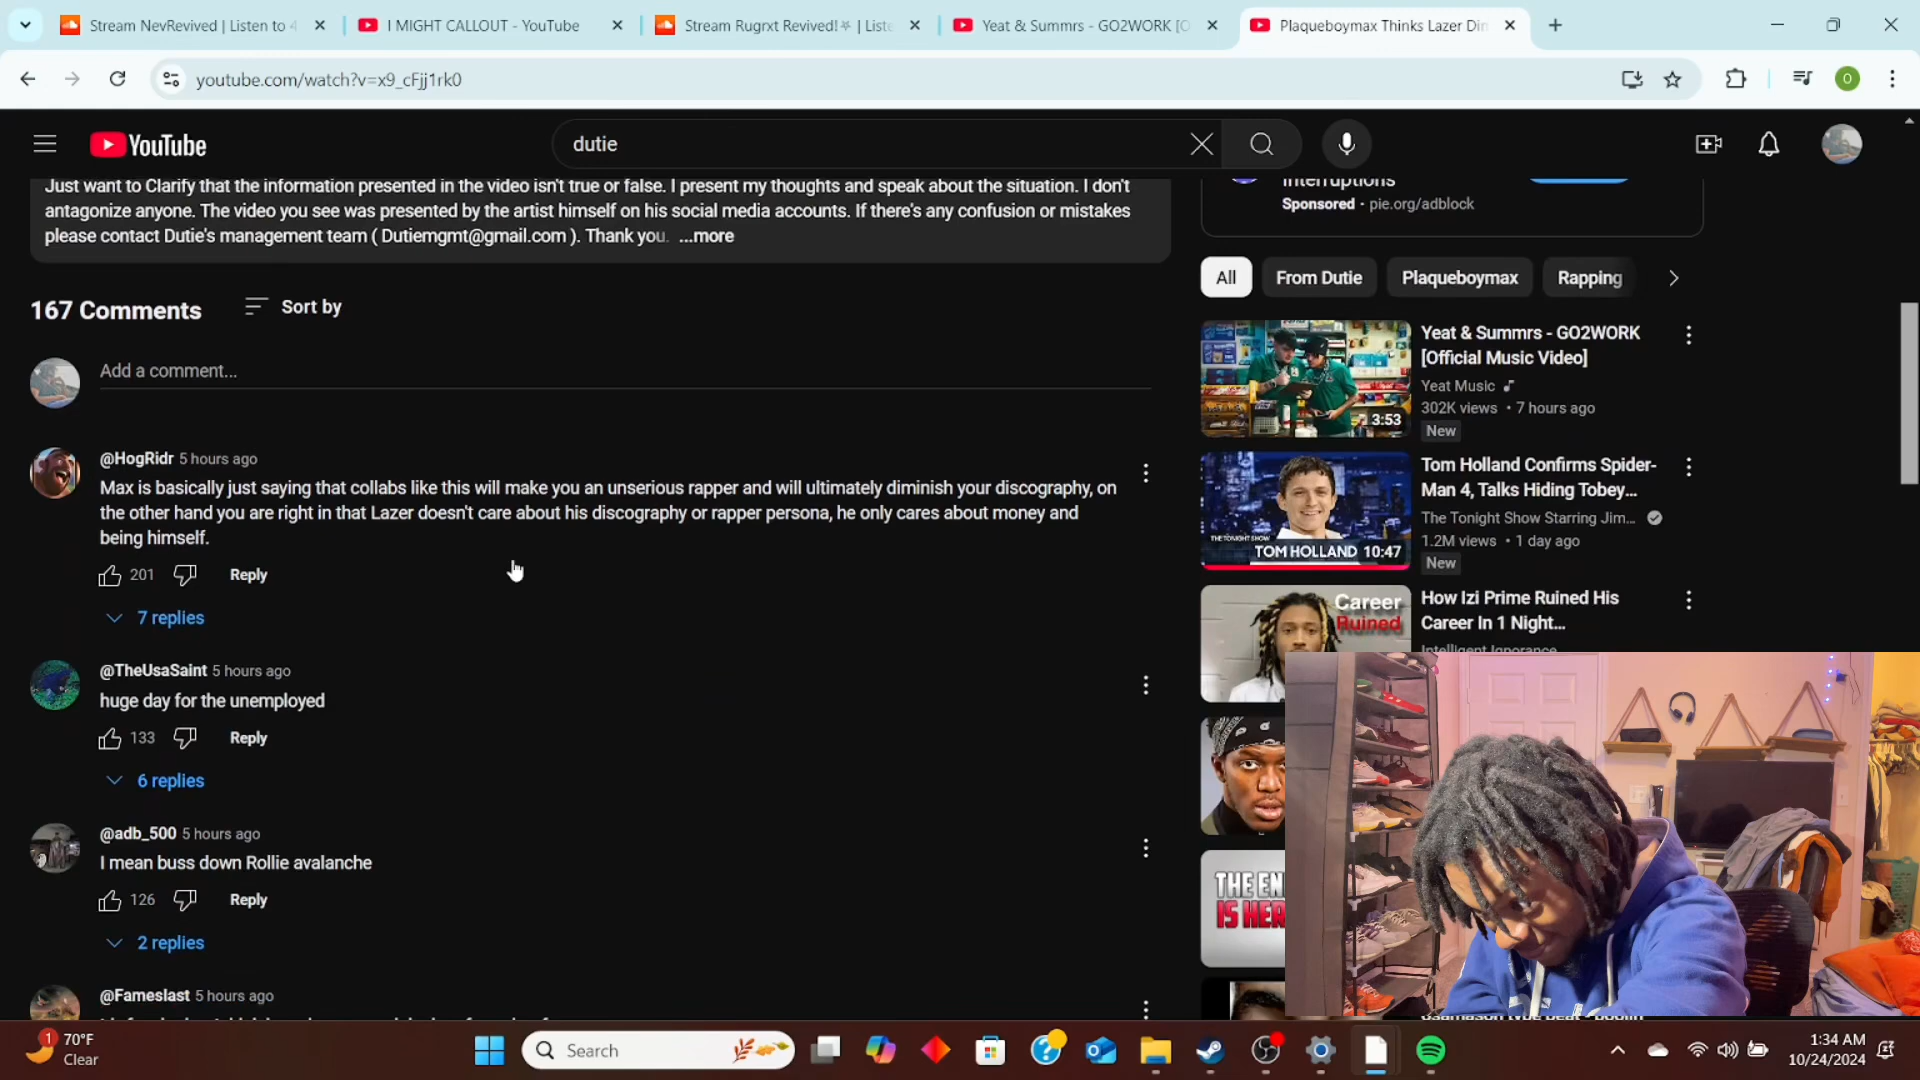 Stream NevRevived | Listen to 4
I MIGHT CALLOUT - YouTube
Stream Rugrxt Revived!⛧ | Liste
Yeat & Summrs - GO2WORK [O
Plaqueboymax Thinks Lazer Din
youtube.com/watch?v=x9_cFjj1rk0
O
YouTube
dutie
Just want to Clarify that the information presented in the video isn't true or false. I present my thoughts and speak about the situation. I don't
antagonize anyone. The video you see was presented by the artist himself on his social media accounts. If there's any confusion or mistakes
please contact Dutie's management team ( Dutiemgmt@gmail.com ). Thank you. ...more
interruptions
Sponsored · pie.org/adblock
All
From Dutie
Plaqueboymax
Rapping
167 Comments
Sort by
Add a comment...
@HogRidr 5 hours ago
Max is basically just saying that collabs like this will make you an unserious rapper and will ultimately diminish your discography, on
the other hand you are right in that Lazer doesn't care about his discography or rapper persona, he only cares about money and
being himself.
201
Reply
7 replies
@TheUsaSaint 5 hours ago
huge day for the unemployed
133
Reply
6 replies
@adb_500 5 hours ago
I mean buss down Rollie avalanche
126
Reply
2 replies
@Fameslast 5 hours ago
3:53
Yeat & Summrs - GO2WORK
[Official Music Video]
Yeat Music
302K views • 7 hours ago
New
THE TONIGHT SHOW
TOM HOLLAND 10:47
Tom Holland Confirms Spider-
Man 4, Talks Hiding Tobey...
The Tonight Show Starring Jim...
1.2M views • 1 day ago
New
Career
Ruined
How Izi Prime Ruined His
Career In 1 Night...
Intelligent Ignorance
THE EN
IS HER
osamason type beat - boolin
1
70°F
Clear
Search
1:34 AM
10/24/2024